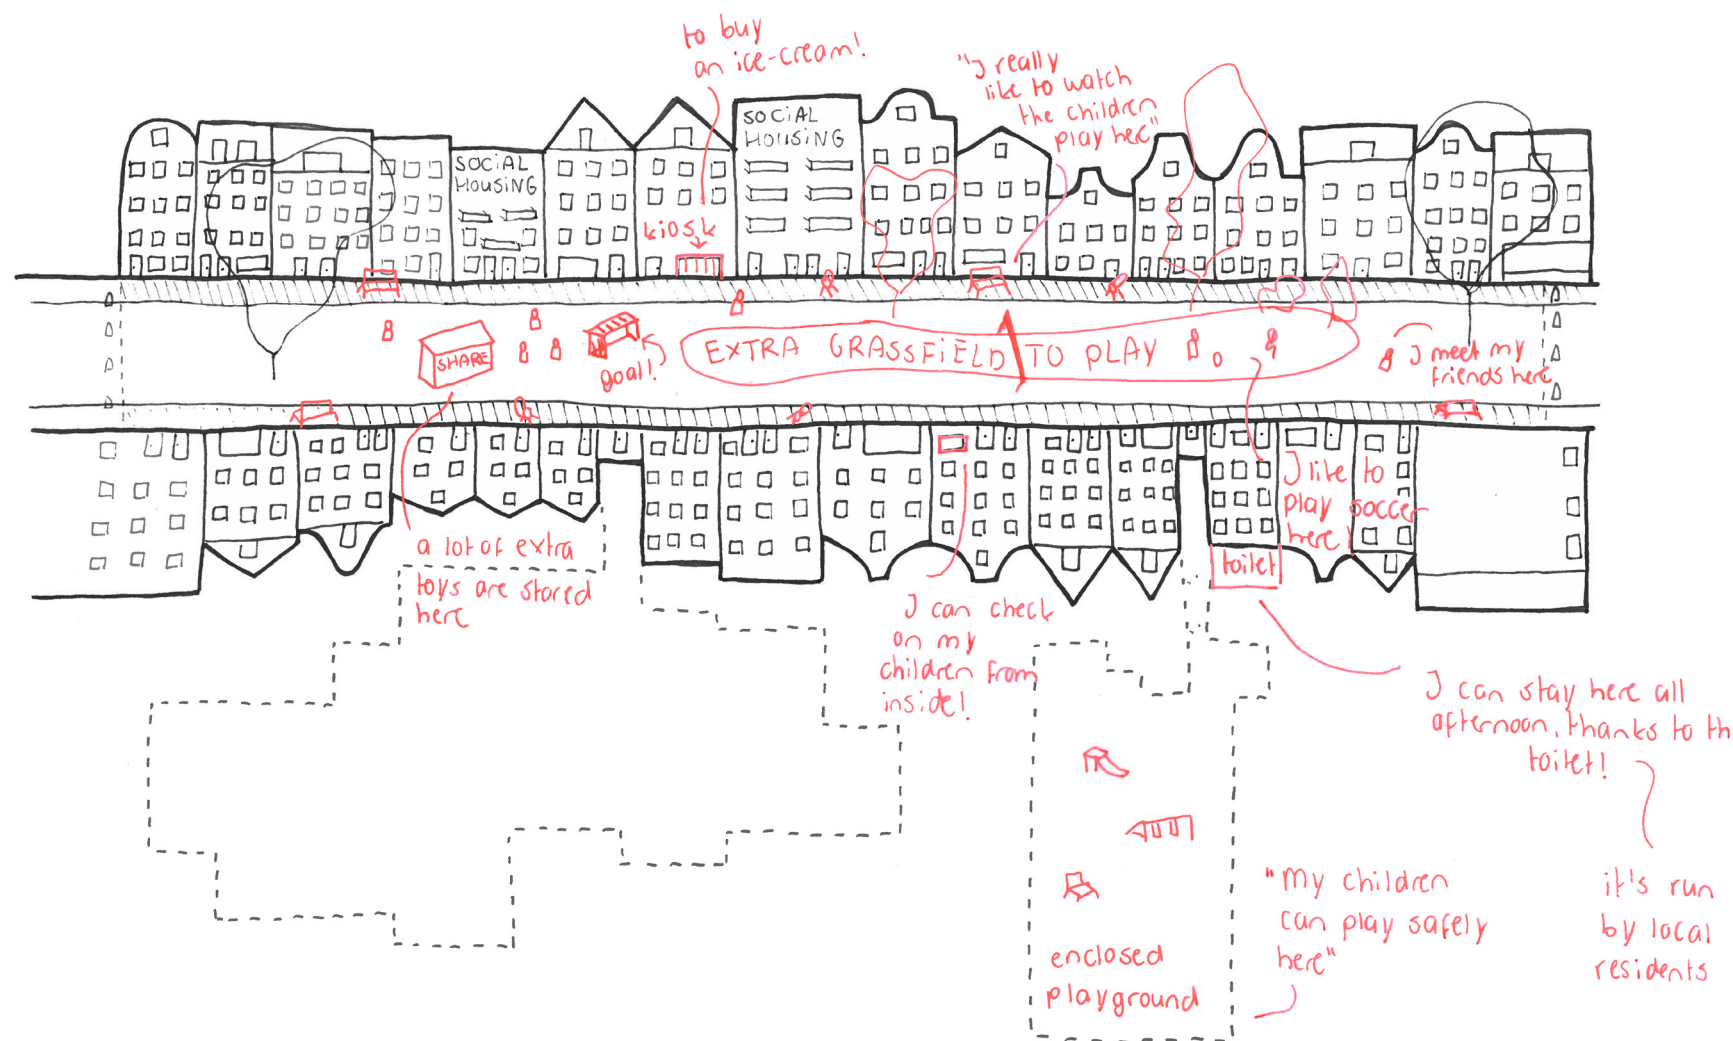 to buy
an ice-cream!
"I really
like to watch
the children
play here"
SOCIAL
HOUSING
SOCIAL
HOUSING
kiosk
SHARE
goal!
EXTRA GRASSFIELD TO PLAY
I meet my
friends here
a lot of extra
toys are stored
here
I can check
on my
children from
inside!
I like to
play soccer
here!
toilet
I can stay here all
afternoon, thanks to th
toilet!
it's run
by local
residents
enclosed
playground
"my children
can play safely
here"